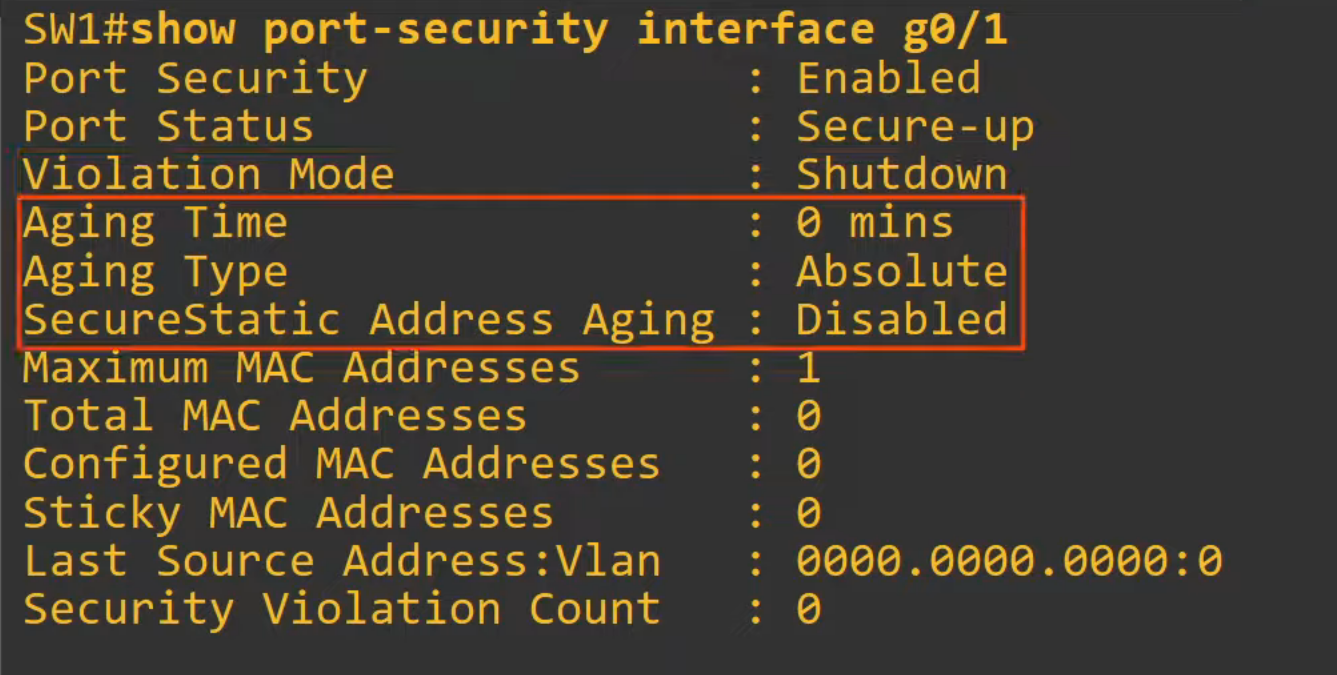 SW1#show port-security interface g0/1
Port Security : Enabled
Port Status : Secure-up
Violation Mode : Shutdown
Aging Time : 0 mins
Aging Type : Absolute
SecureStatic Address Aging : Disabled
Maximum MAC Addresses : 1
Total MAC Addresses : 0
Configured MAC Addresses : 0
Sticky MAC Addresses : 0
Last Source Address:Vlan : 0000.0000.0000:0
Security Violation Count : 0